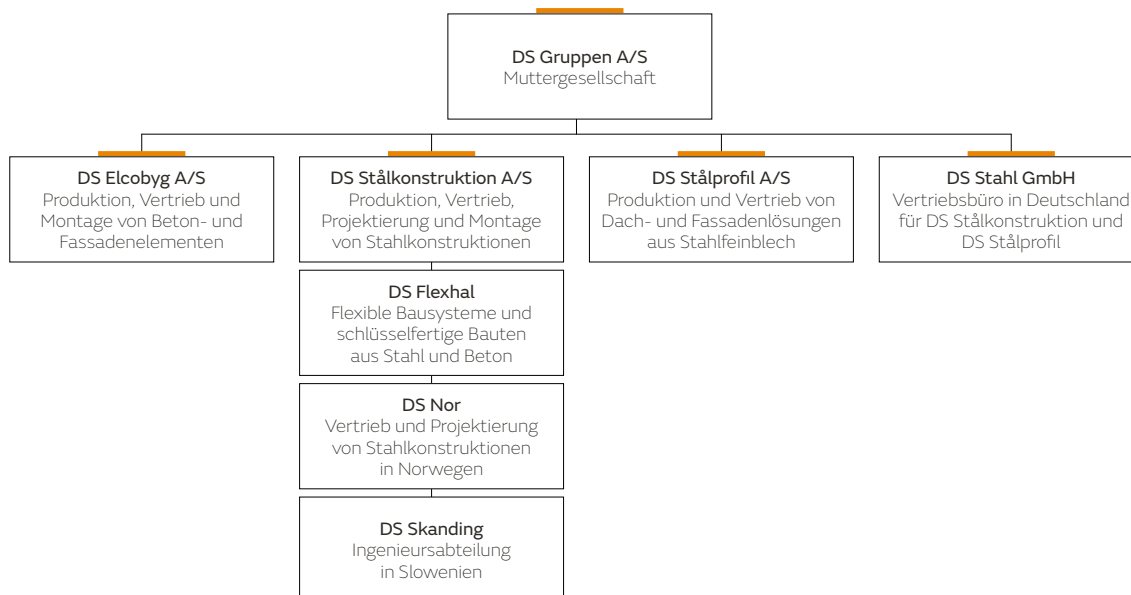 DS Gruppen A/S
Muttergesellschaft
DS Elcobyg A/S
Produktion, Vertrieb und
Montage von Beton- und
Fassadenelementen
DS Stålkonstruktion A/S
Produktion, Vertrieb,
Projektierung und Montage
von Stahlkonstruktionen
DS Flexhal
Flexible Bausysteme und
schlüsselfertige Bauten
aus Stahl und Beton
DS Nor
Vertrieb und Projektierung
von Stahlkonstruktionen
in Norwegen
DS Skanding
Ingenieursabteilung
in Slowenien
DS Stålprofil A/S
Produktion und Vertrieb von
Dach- und Fassadenlösungen
aus Stahlfeinblech
DS Stahl GmbH
Vertriebsbüro in Deutschland
für DS Stålkonstruktion und
DS Stålprofil